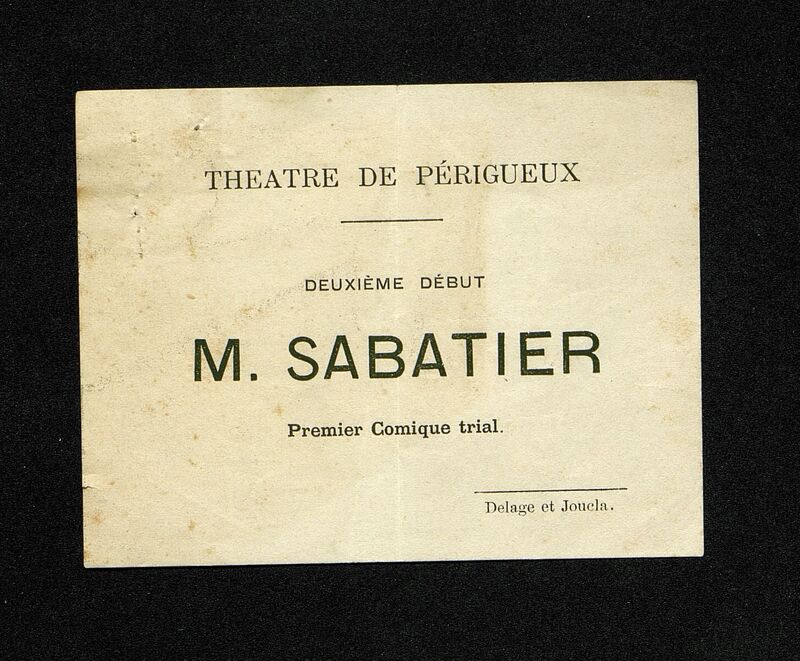 THEATRE DE PÉRIGUEUX
DEUXIÈME DÉBUT
M. SABATIER
Premier Comique trial.
Delage et Joucla.